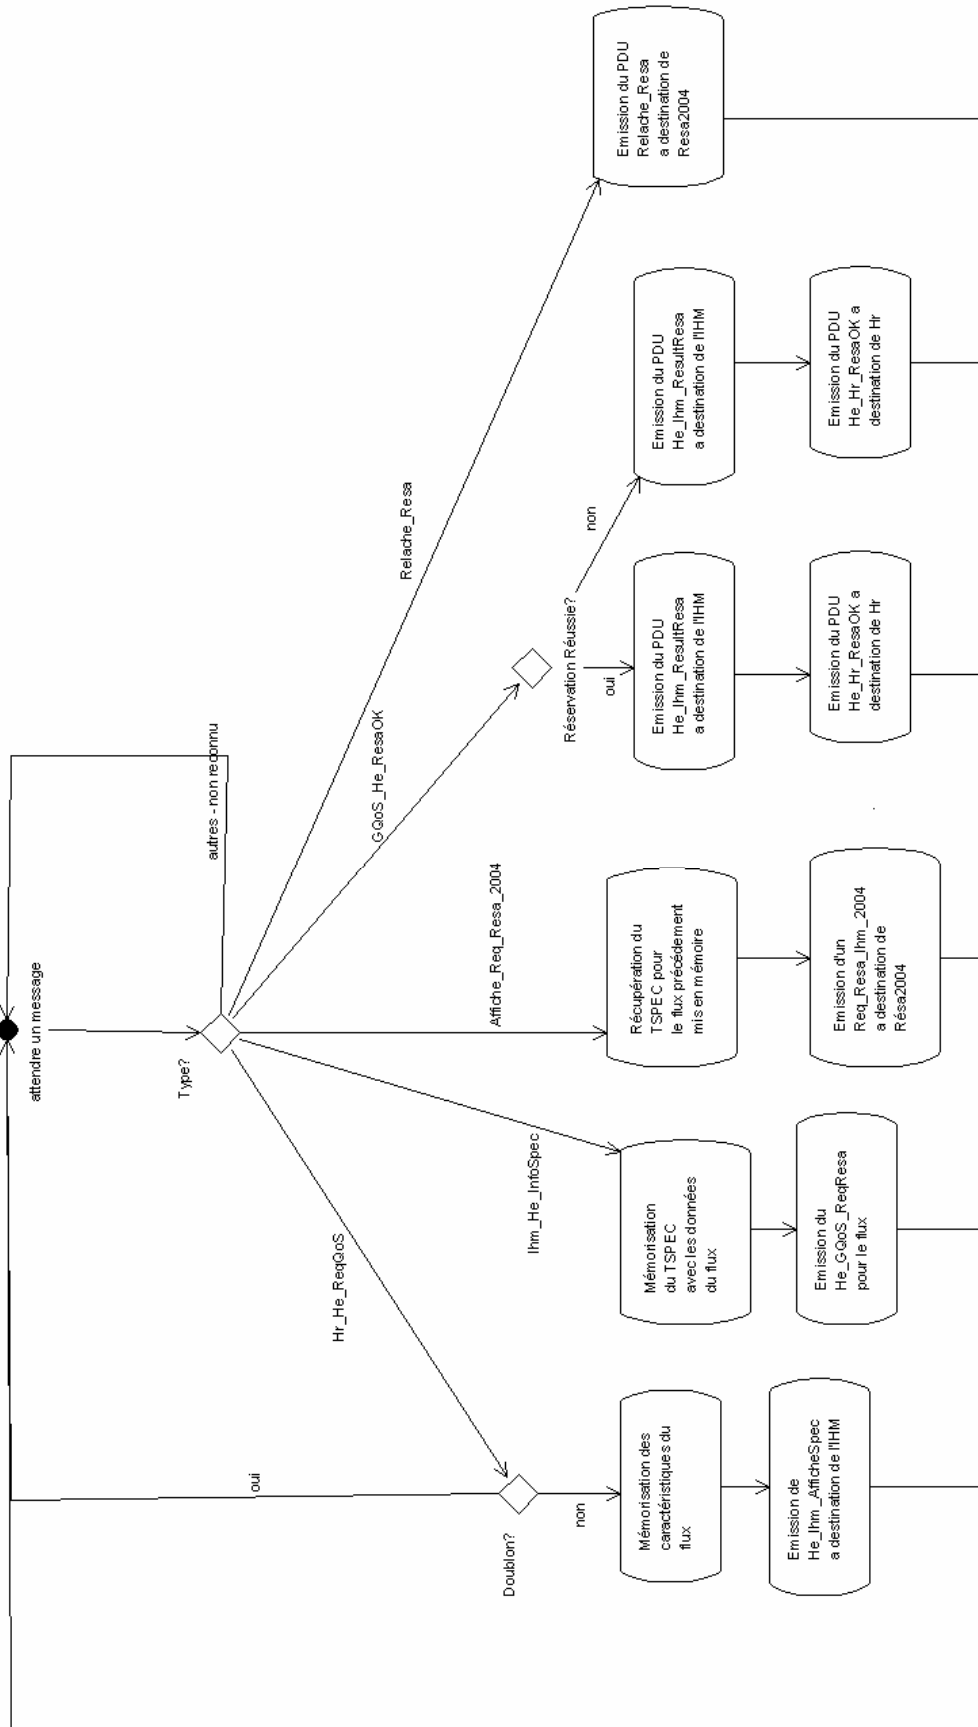 attendre un message
Type?
autres - non reconnu
Hr_He_ReqQoS
Ihm_He_InfoSpec
Affiche_Req_Resa_2004
GQoS_He_ResaOK
Relache_Resa
Doublon?
oui
non
Mémorisation des
caractéristiques du
flux
Emission de
He_Ihm_AfficheSpec
a destination de l'IHM
Mémorisation
du TSPEC
avec les données
du flux
Emission du
He_GQoS_ReqResa
pour le flux
Récupération du
TSPEC pour
le flux précédement
mis en mémoire
Emission d'un
Req_Resa_Ihm_2004
a destination de
Résa2004
Réservation Réussie?
oui
non
Emission du PDU
He_Ihm_ResultResa
a destination de l'IHM
Emission du PDU
He_Hr_ResaOK a
destination de Hr
Emission du PDU
He_Ihm_ResultResa
a destination de l'IHM
Emission du PDU
He_Hr_ResaOK a
destination de Hr
Emission du PDU
Relache_Resa
a destination de
Resa2004